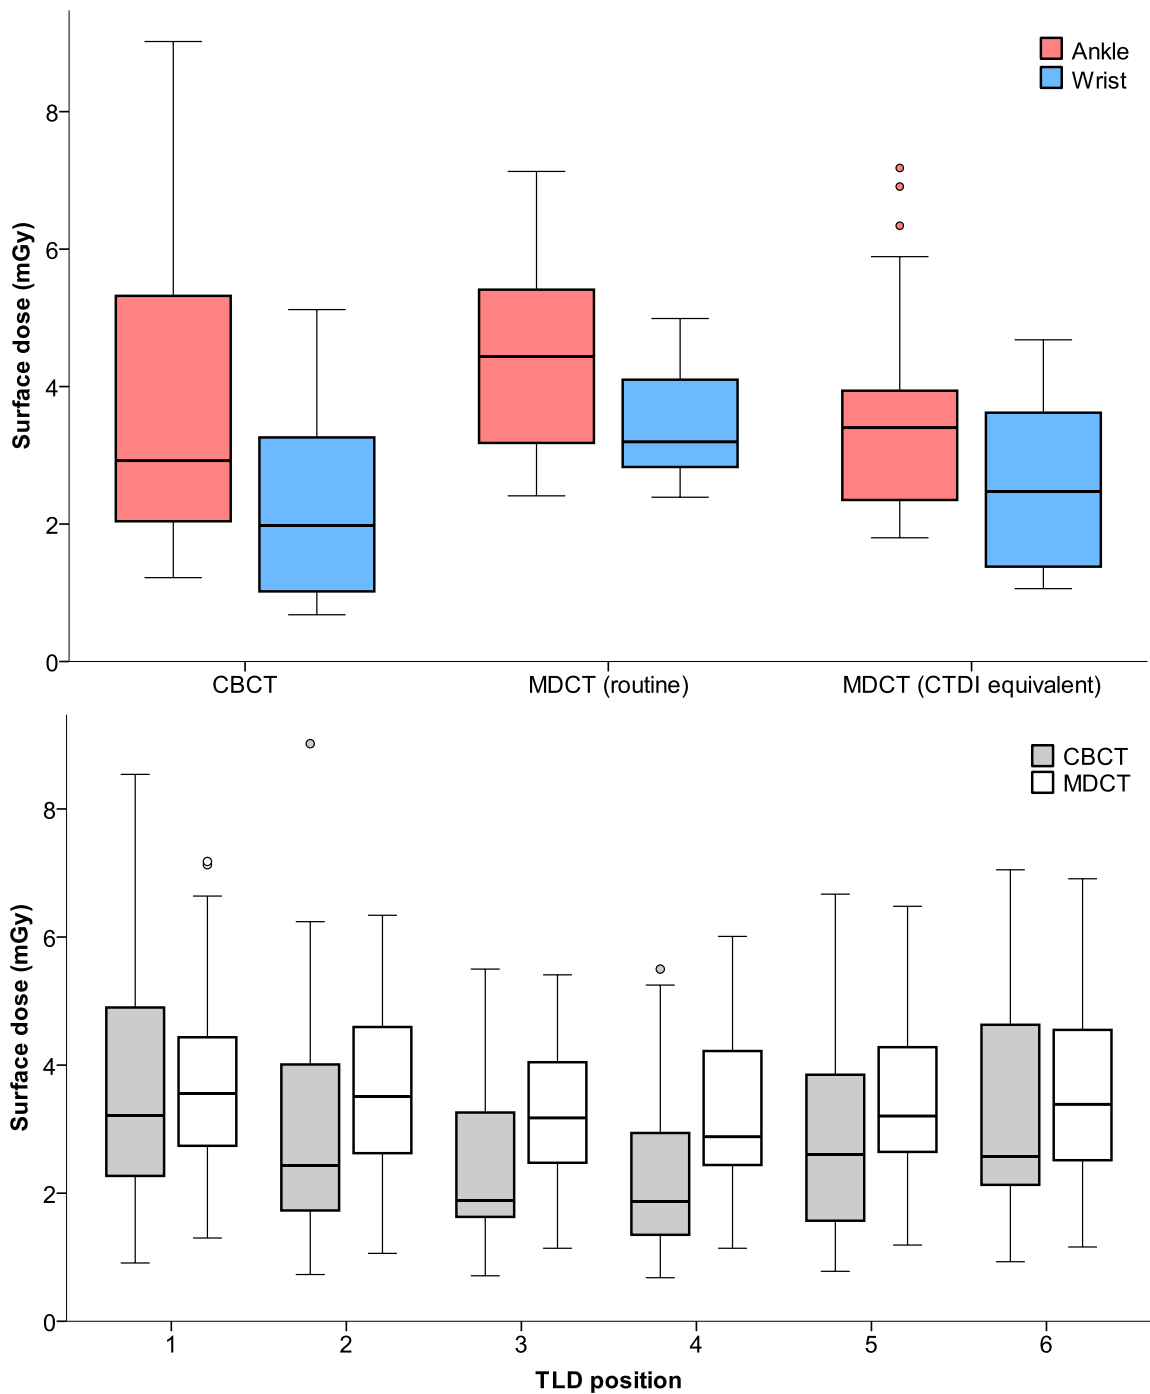 Ankle
Wrist
Surface dose (mGy)
8
6
4
2
0
CBCT MDCT (routine) MDCT (CTDI equivalent)
CBCT
MDCT
Surface dose (mGy)
8
6
4
2
0
1 2 3 4 5 6
TLD position